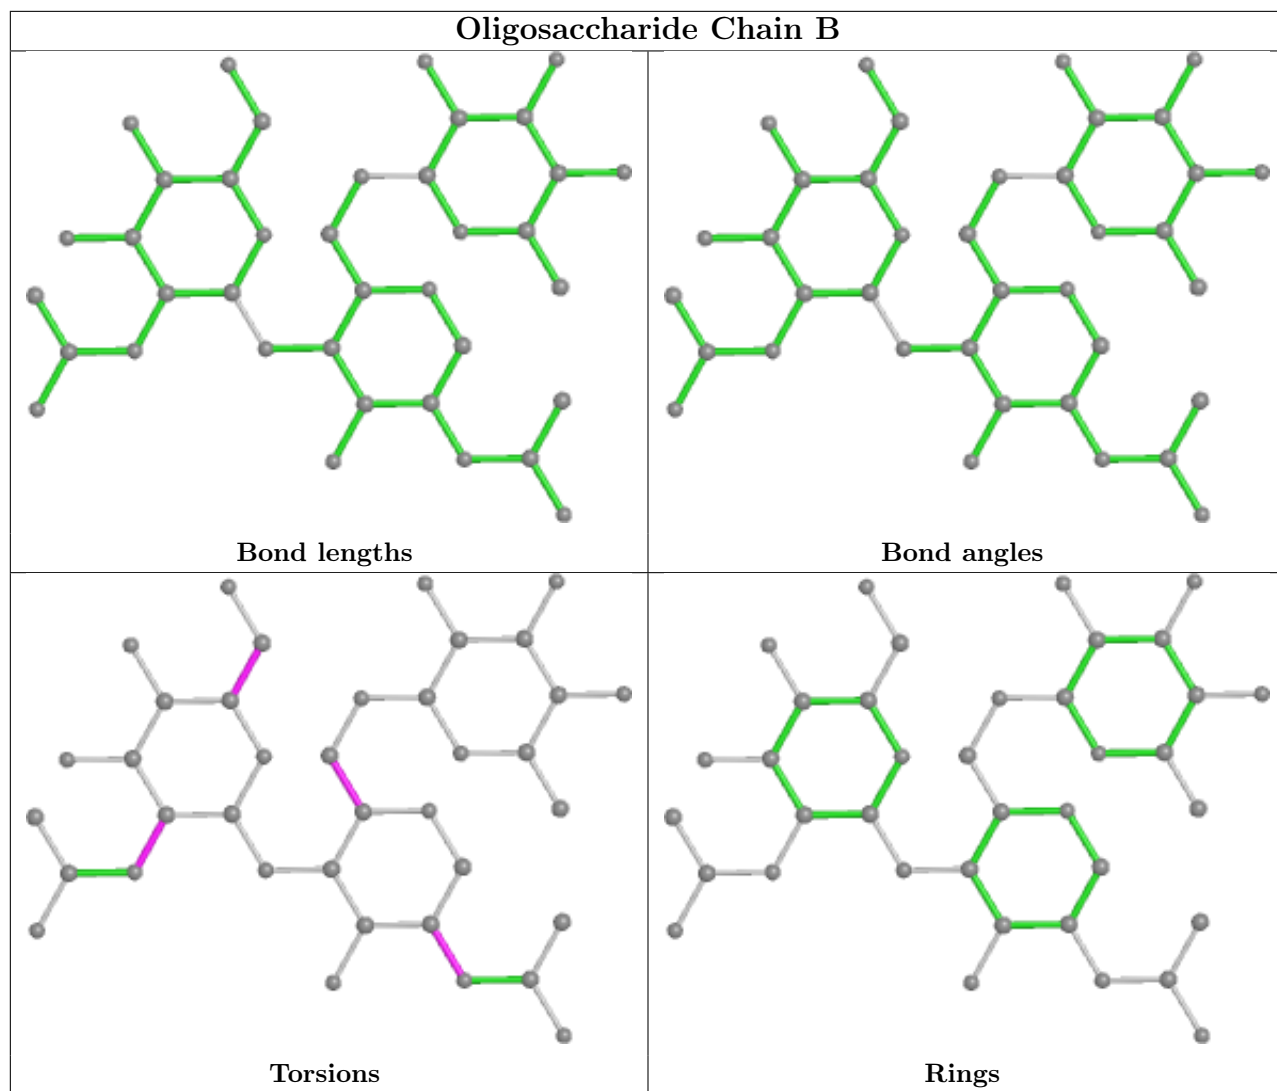 Oligosaccharide Chain B
Bond lengths
Bond angles
Torsions
Rings